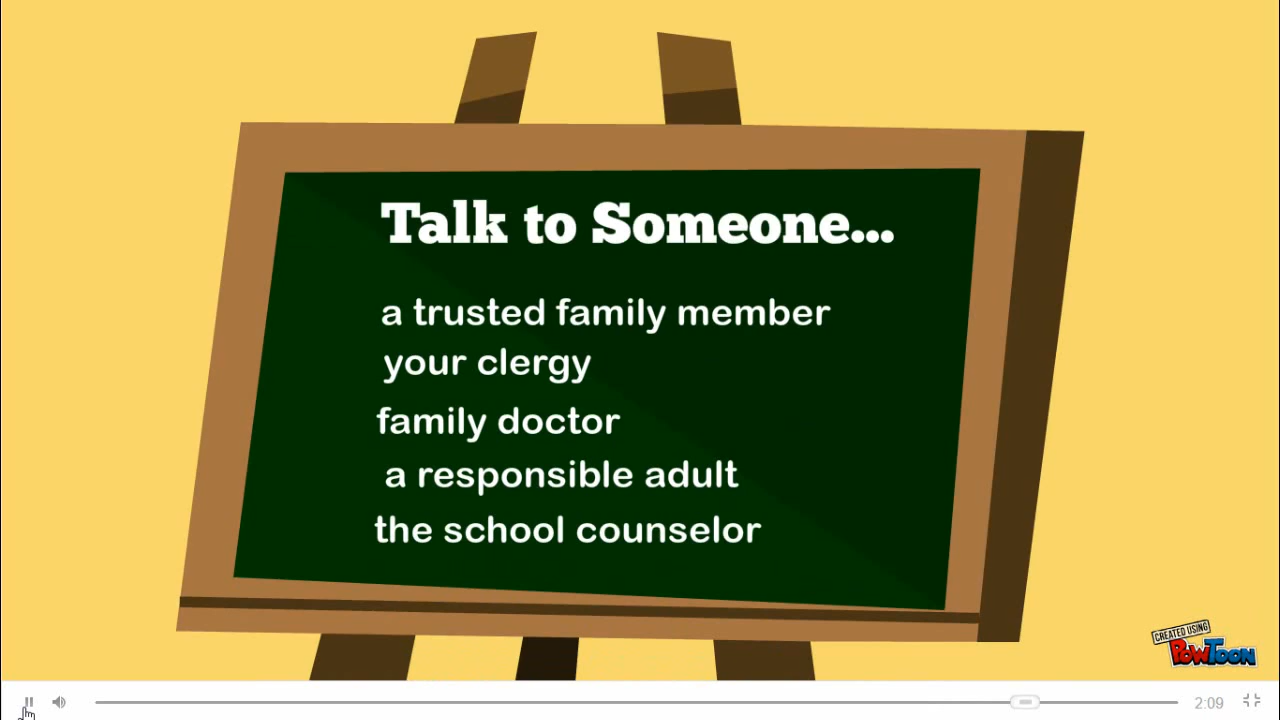 Talk to Someone...
a trusted family member
your clergy
family doctor
a responsible adult
the school counselor
CREATED USING
POWTOON
2:09